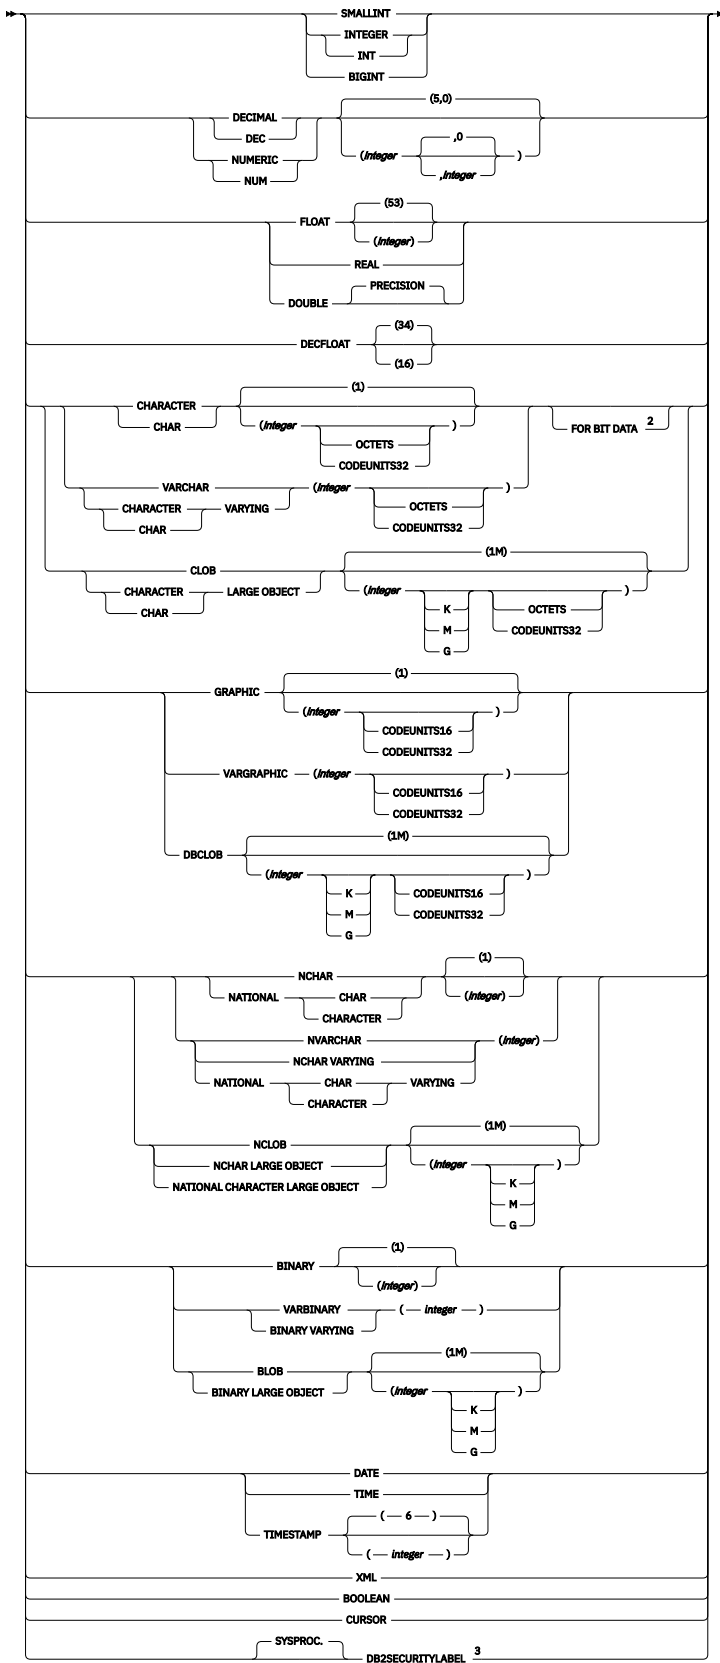 SMALLINT
INTEGER
INT
BIGINT
(5,0)
DECIMAL
DEC
,0
NUMERIC
(integer )
NUM
,integer
(53)
FLOAT
(integer)
REAL
PRECISION
DOUBLE
(34)
DECFLOAT
(16)
(1)
CHARACTER
CHAR
(integer )
FOR BIT DATA 2
OCTETS
CODEUNITS32
VARCHAR
(integer )
CHARACTER VARYING
CHAR
OCTETS
CODEUNITS32
(1M)
CLOB
CHARACTER LARGE OBJECT
CHAR
(integer )
K
M
G
OCTETS
CODEUNITS32
(1)
GRAPHIC
(integer )
CODEUNITS16
CODEUNITS32
VARGRAPHIC (integer )
CODEUNITS16
CODEUNITS32
(1M)
DBCLOB
(integer )
K
M
G
CODEUNITS16
CODEUNITS32
(1)
NCHAR
NATIONAL CHAR
CHARACTER
(integer)
NVARCHAR (integer)
NCHAR VARYING
NATIONAL CHAR VARYING
CHARACTER
(1M)
NCLOB
NCHAR LARGE OBJECT
NATIONAL CHARACTER LARGE OBJECT
(integer )
K
M
G
(1)
BINARY
(integer)
VARBINARY ( integer )
BINARY VARYING
(1M)
BLOB
BINARY LARGE OBJECT
(integer )
K
M
G
DATE
TIME
( 6 )
TIMESTAMP
( integer )
XML
BOOLEAN
CURSOR
SYSPROC.
DB2SECURITYLABEL 3